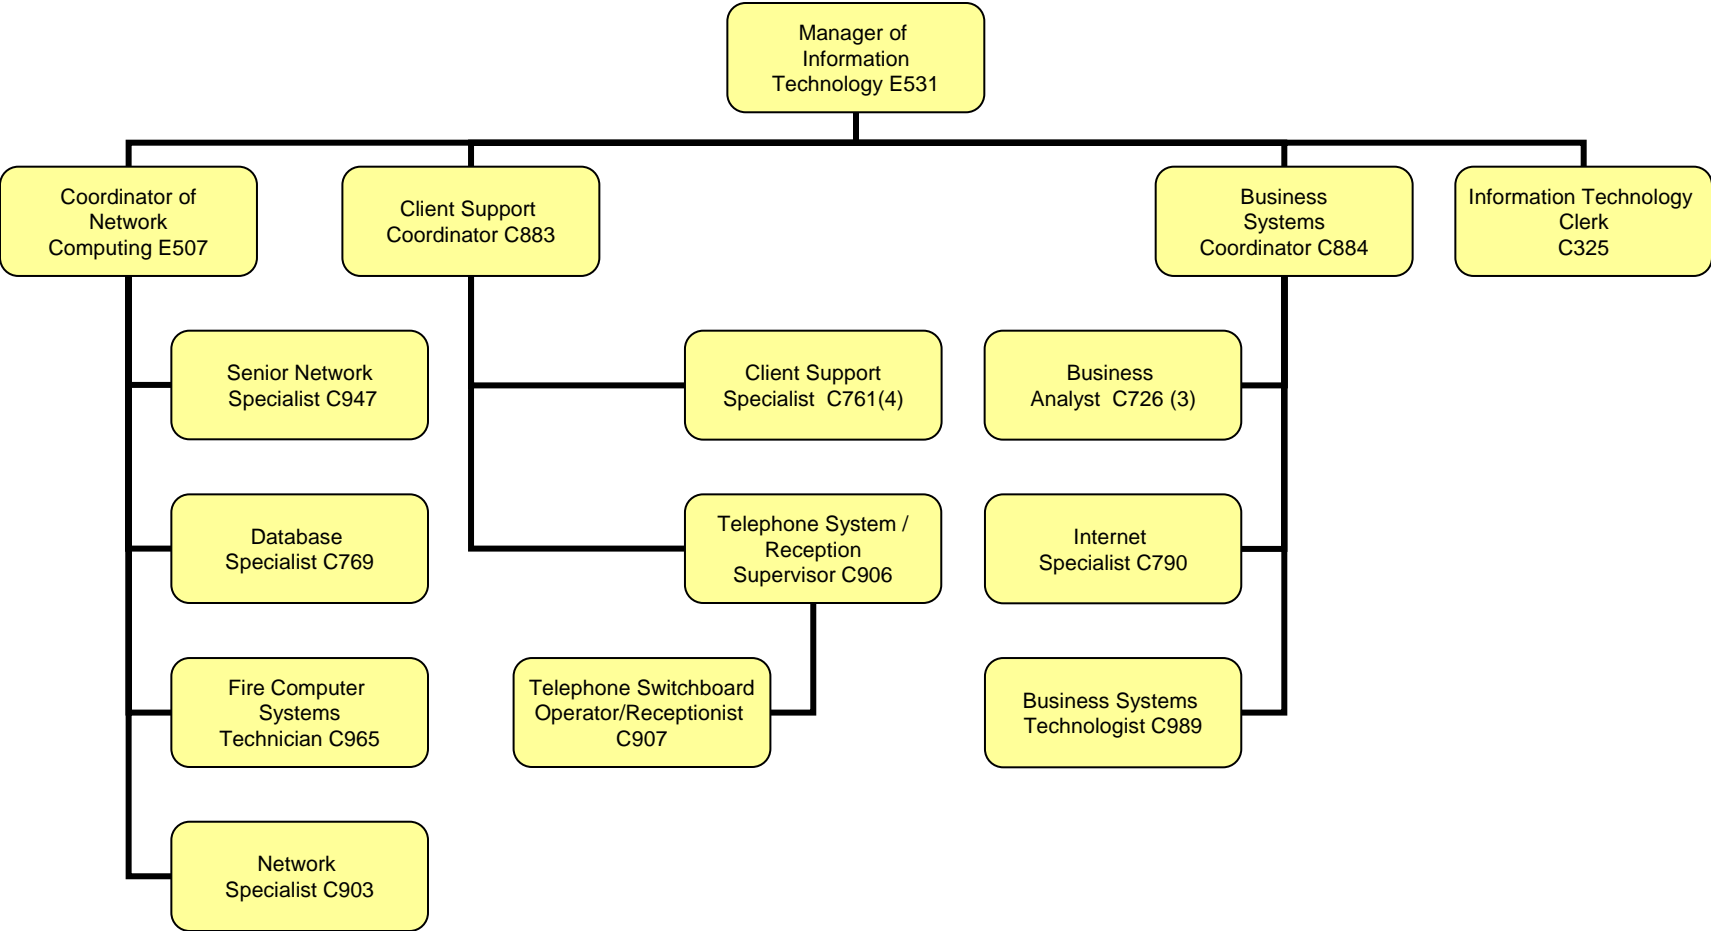 Manager of
Information
Technology E531
Coordinator of
Network
Computing E507
Client Support
Coordinator C883
Business
Systems
Coordinator C884
Information Technology
Clerk
C325
Senior Network
Specialist C947
Client Support
Specialist  C761(4)
Business
Analyst  C726 (3)
Database
Specialist C769
Telephone System /
Reception
Supervisor C906
Internet
Specialist C790
Fire Computer
Systems
Technician C965
Telephone Switchboard
Operator/Receptionist
C907
Business Systems
Technologist C989
Network
Specialist C903